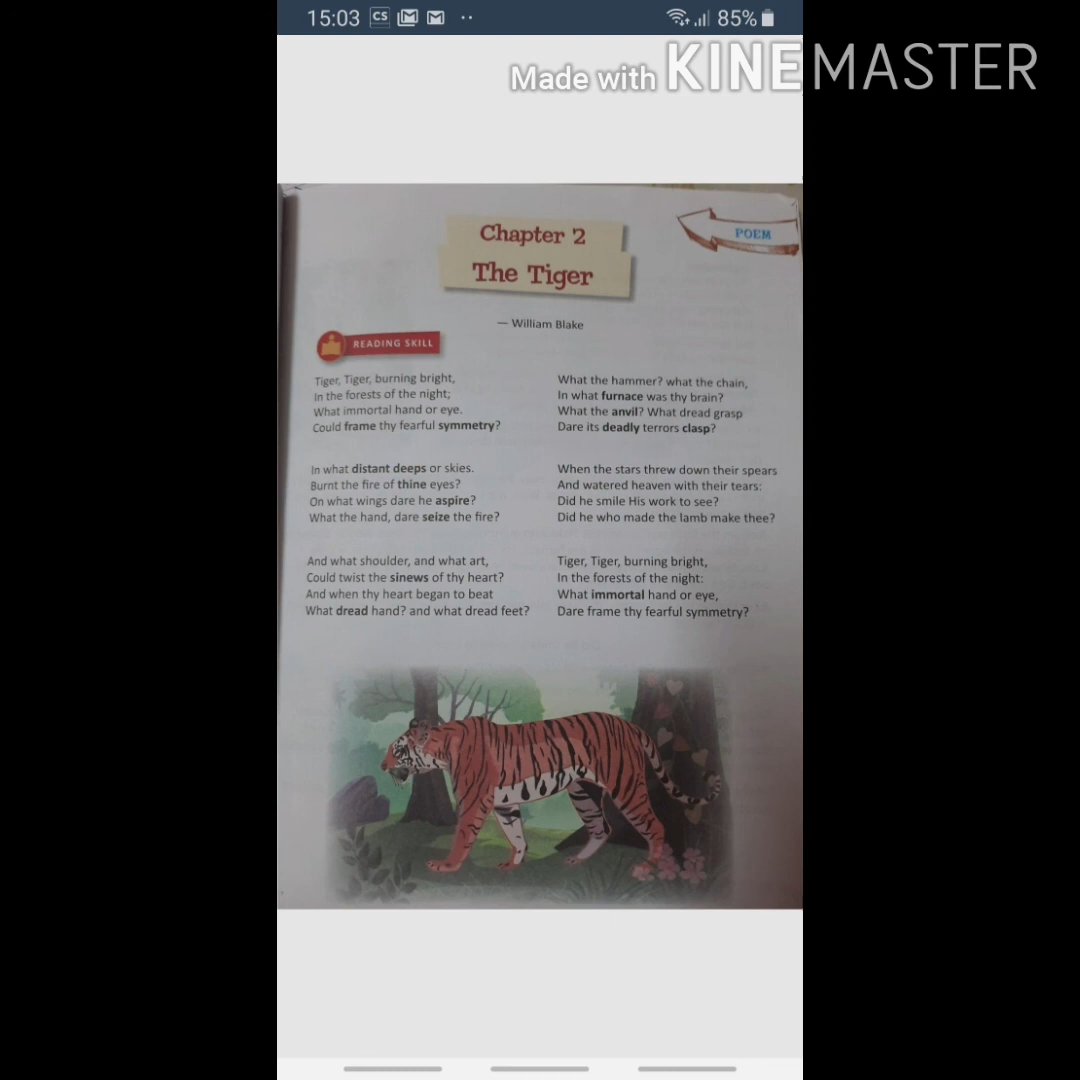 15:03 CS 85%
Made with KINEMASTER
POEM
Chapter 2
The Tiger
— William Blake
READING SKILL
Tiger, Tiger, burning bright,
In the forests of the night;
What immortal hand or eye.
Could frame thy fearful symmetry?
In what distant deeps or skies.
Burnt the fire of thine eyes?
On what wings dare he aspire?
What the hand, dare seize the fire?
And what shoulder, and what art,
Could twist the sinews of thy heart?
And when thy heart began to beat
What dread hand? and what dread feet?
What the hammer? what the chain,
In what furnace was thy brain?
What the anvil? What dread grasp
Dare its deadly terrors clasp?
When the stars threw down their spears
And watered heaven with their tears:
Did he smile His work to see?
Did he who made the lamb make thee?
Tiger, Tiger, burning bright,
In the forests of the night:
What immortal hand or eye,
Dare frame thy fearful symmetry?